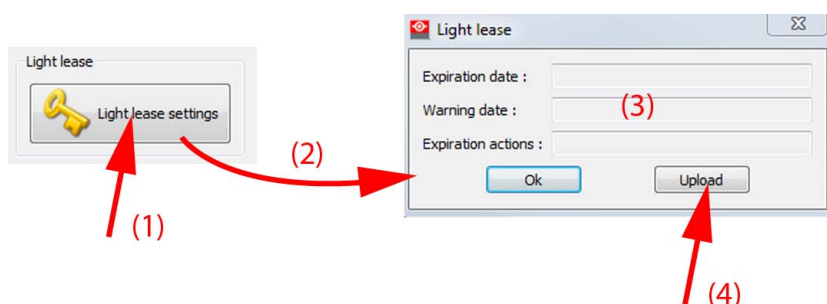 Light lease
Light lease settings
(1)
(2)
Light lease
Expiration date :
Warning date :
(3)
Expiration actions :
Ok
Upload
(4)